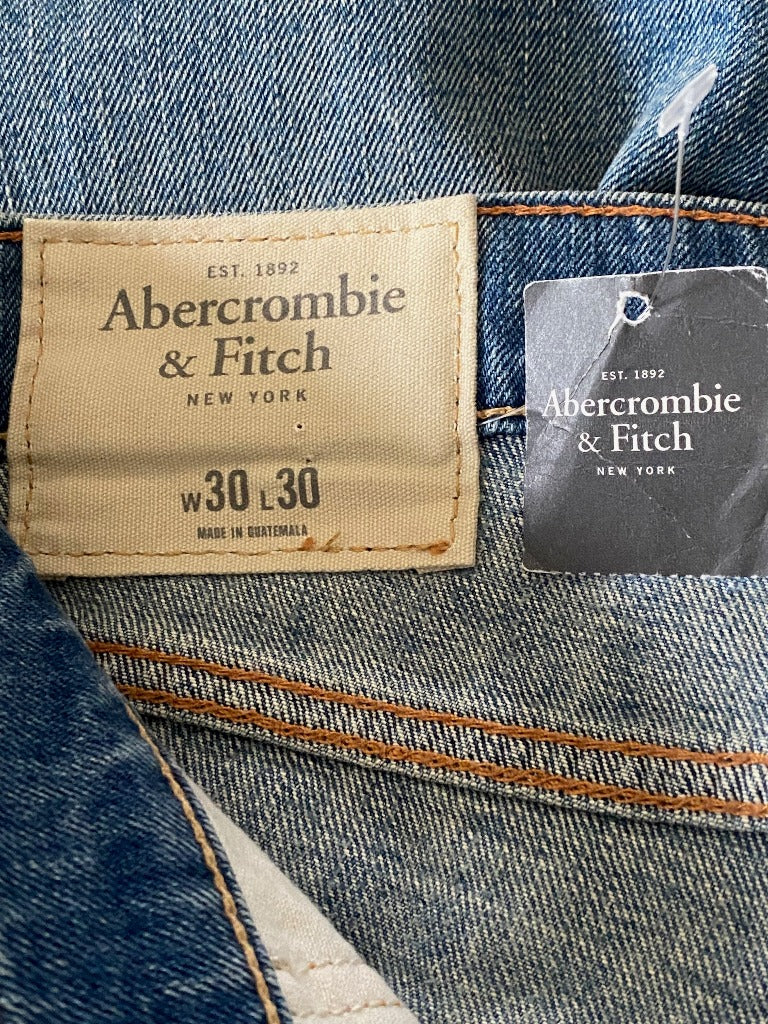 EST. 1892
Abercrombie
& Fitch
NEW YORK
W30 L30
MADE IN GUATEMALA
EST. 1892
Abercrombie
& Fitch
NEW YORK